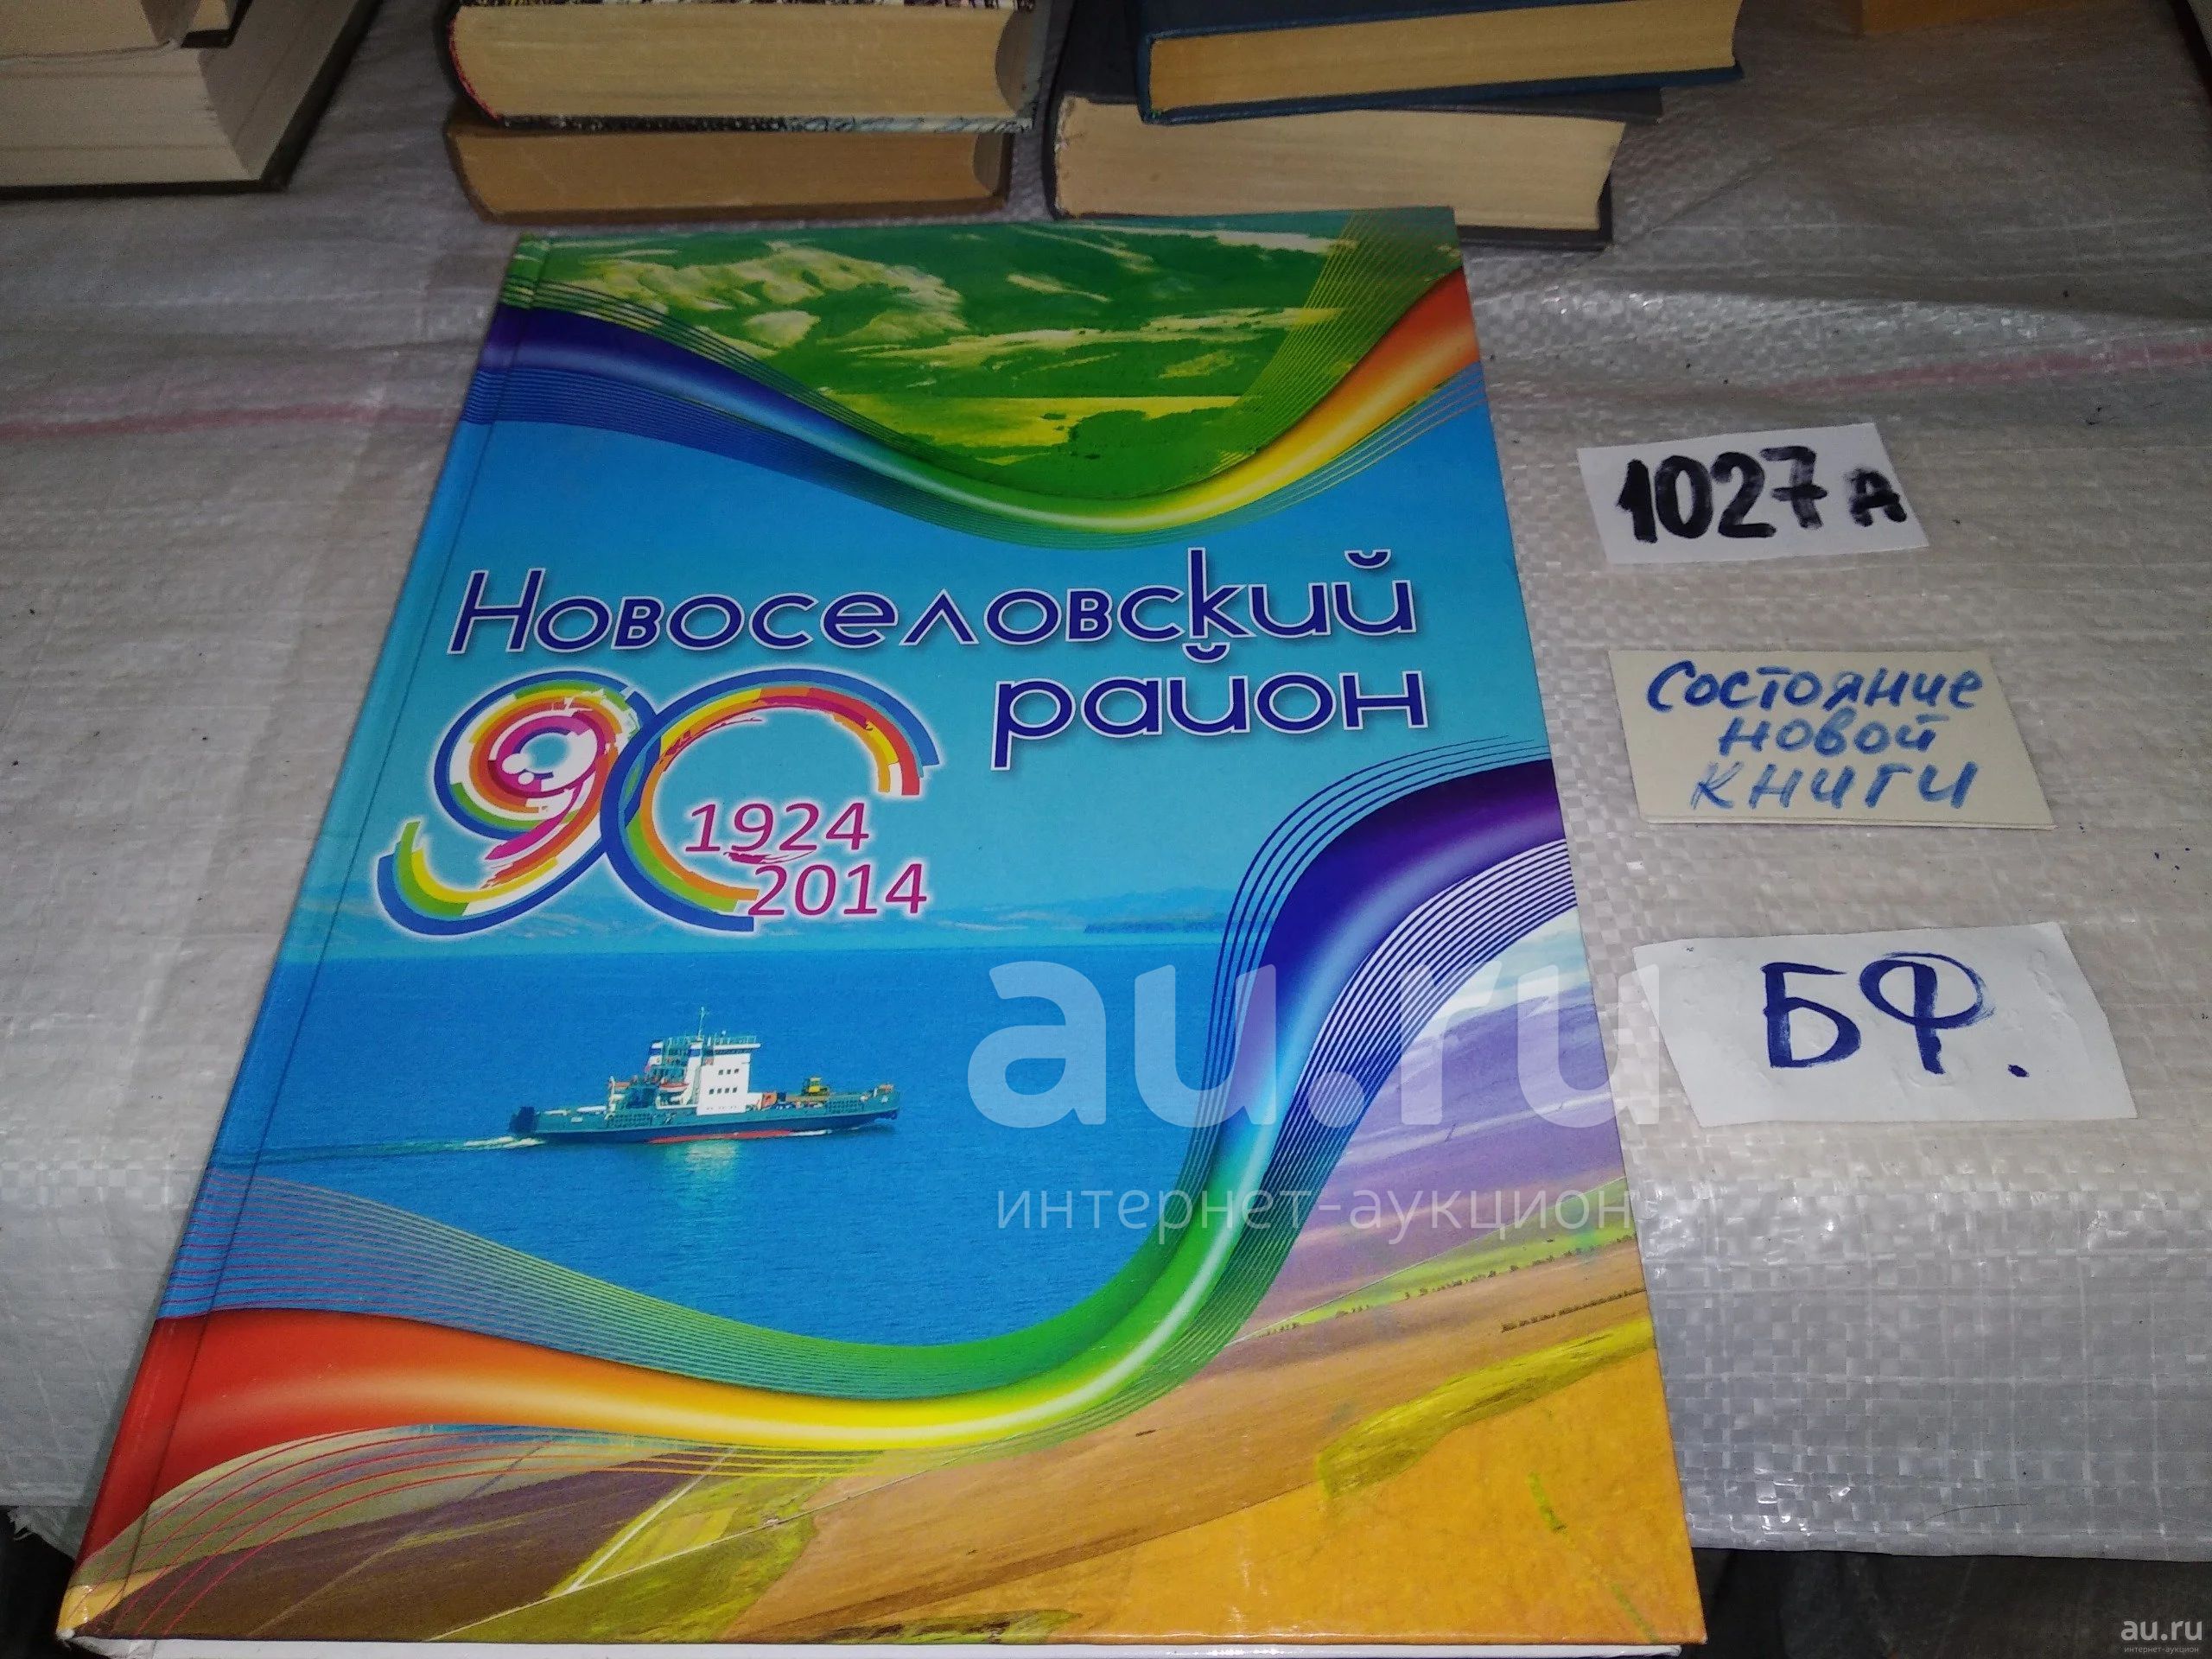 Новоселовский
район
90
1924
2014
1027 А
Состояние
новой
книги
БФ.
au.ru
интернет-аукцион
au.ru
интернет-аукцион